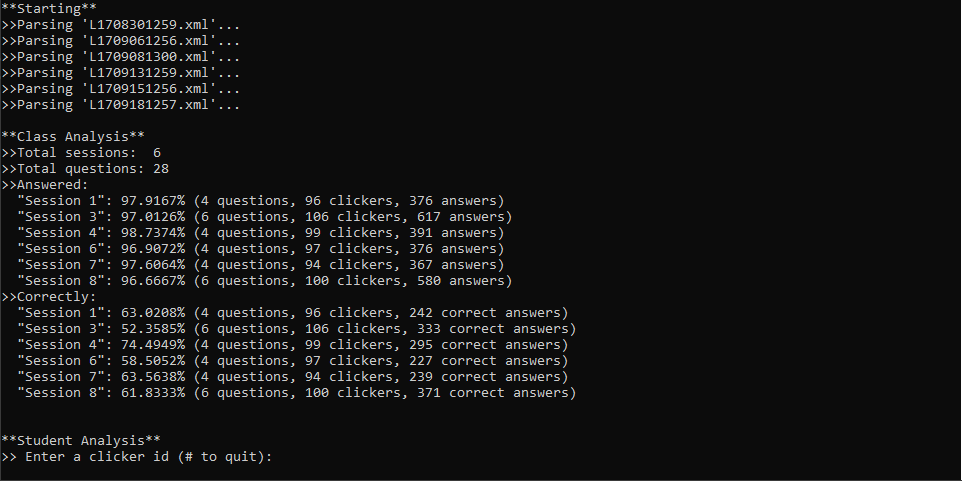 **Starting**
>>Parsing 'L1708301259.xml'...
>>Parsing 'L1709061256.xml'...
>>Parsing 'L1709081300.xml'...
>>Parsing 'L1709131259.xml'...
>>Parsing 'L1709151256.xml'...
>>Parsing 'L1709181257.xml'...
**Class Analysis**
>>Total sessions:  6
>>Total questions: 28
>>Answered:
  "Session 1": 97.9167% (4 questions, 96 clickers, 376 answers)
  "Session 3": 97.0126% (6 questions, 106 clickers, 617 answers)
  "Session 4": 98.7374% (4 questions, 99 clickers, 391 answers)
  "Session 6": 96.9072% (4 questions, 97 clickers, 376 answers)
  "Session 7": 97.6064% (4 questions, 94 clickers, 367 answers)
  "Session 8": 96.6667% (6 questions, 100 clickers, 580 answers)
>>Correctly:
  "Session 1": 63.0208% (4 questions, 96 clickers, 242 correct answers)
  "Session 3": 52.3585% (6 questions, 106 clickers, 333 correct answers)
  "Session 4": 74.4949% (4 questions, 99 clickers, 295 correct answers)
  "Session 6": 58.5052% (4 questions, 97 clickers, 227 correct answers)
  "Session 7": 63.5638% (4 questions, 94 clickers, 239 correct answers)
  "Session 8": 61.8333% (6 questions, 100 clickers, 371 correct answers)
**Student Analysis**
>> Enter a clicker id (# to quit):